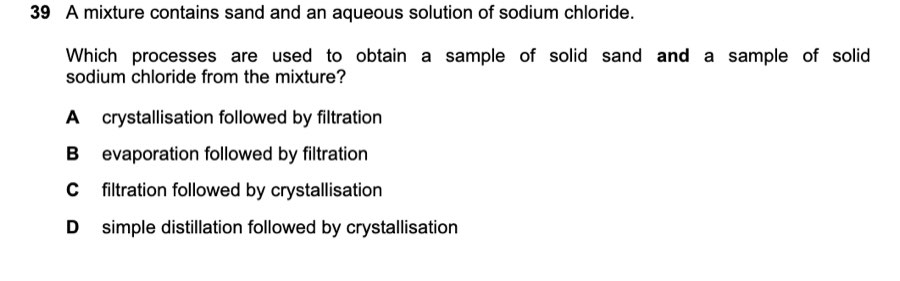 39 A mixture contains sand and an aqueous solution of sodium chloride.
Which processes are used to obtain a sample of solid sand and a sample of solid
sodium chloride from the mixture?
A crystallisation followed by filtration
B evaporation followed by filtration
C filtration followed by crystallisation
D simple distillation followed by crystallisation